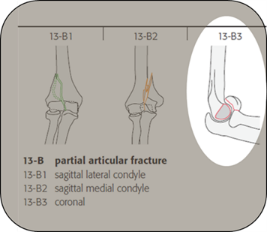 13-B1 13-B2 13-B3
13-B partial articular fracture
13-B1 sagittal lateral condyle
13-B2 sagittal medial condyle
13-B3 coronal